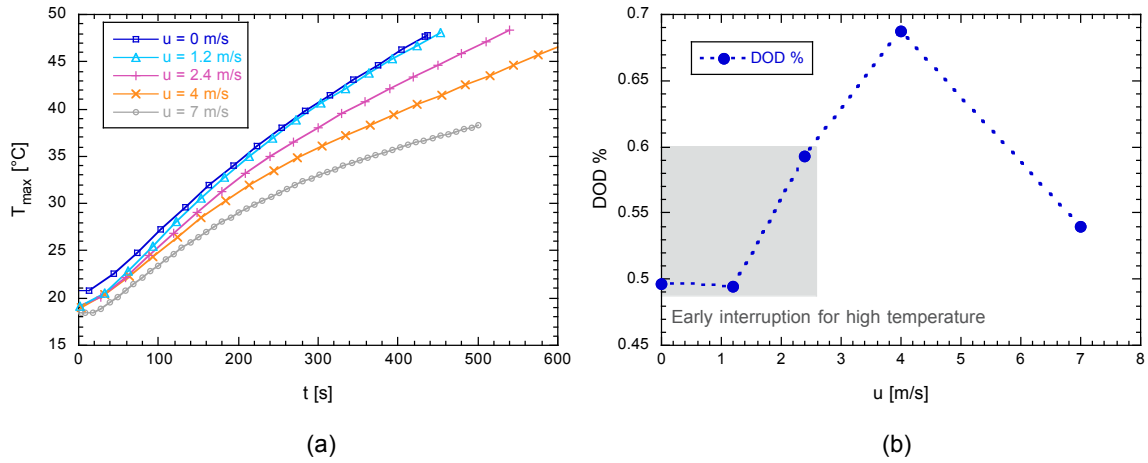 50
45
40
35
30
25
20
15
T_max [°C]
u = 0 m/s
u = 1.2 m/s
u = 2.4 m/s
u = 4 m/s
u = 7 m/s
0 100 200 300 400 500 600
t [s]
(a)
0.7
0.65
0.6
0.55
0.5
0.45
DOD %
DOD %
Early interruption for high temperature
0 1 2 3 4 5 6 7 8
u [m/s]
(b)